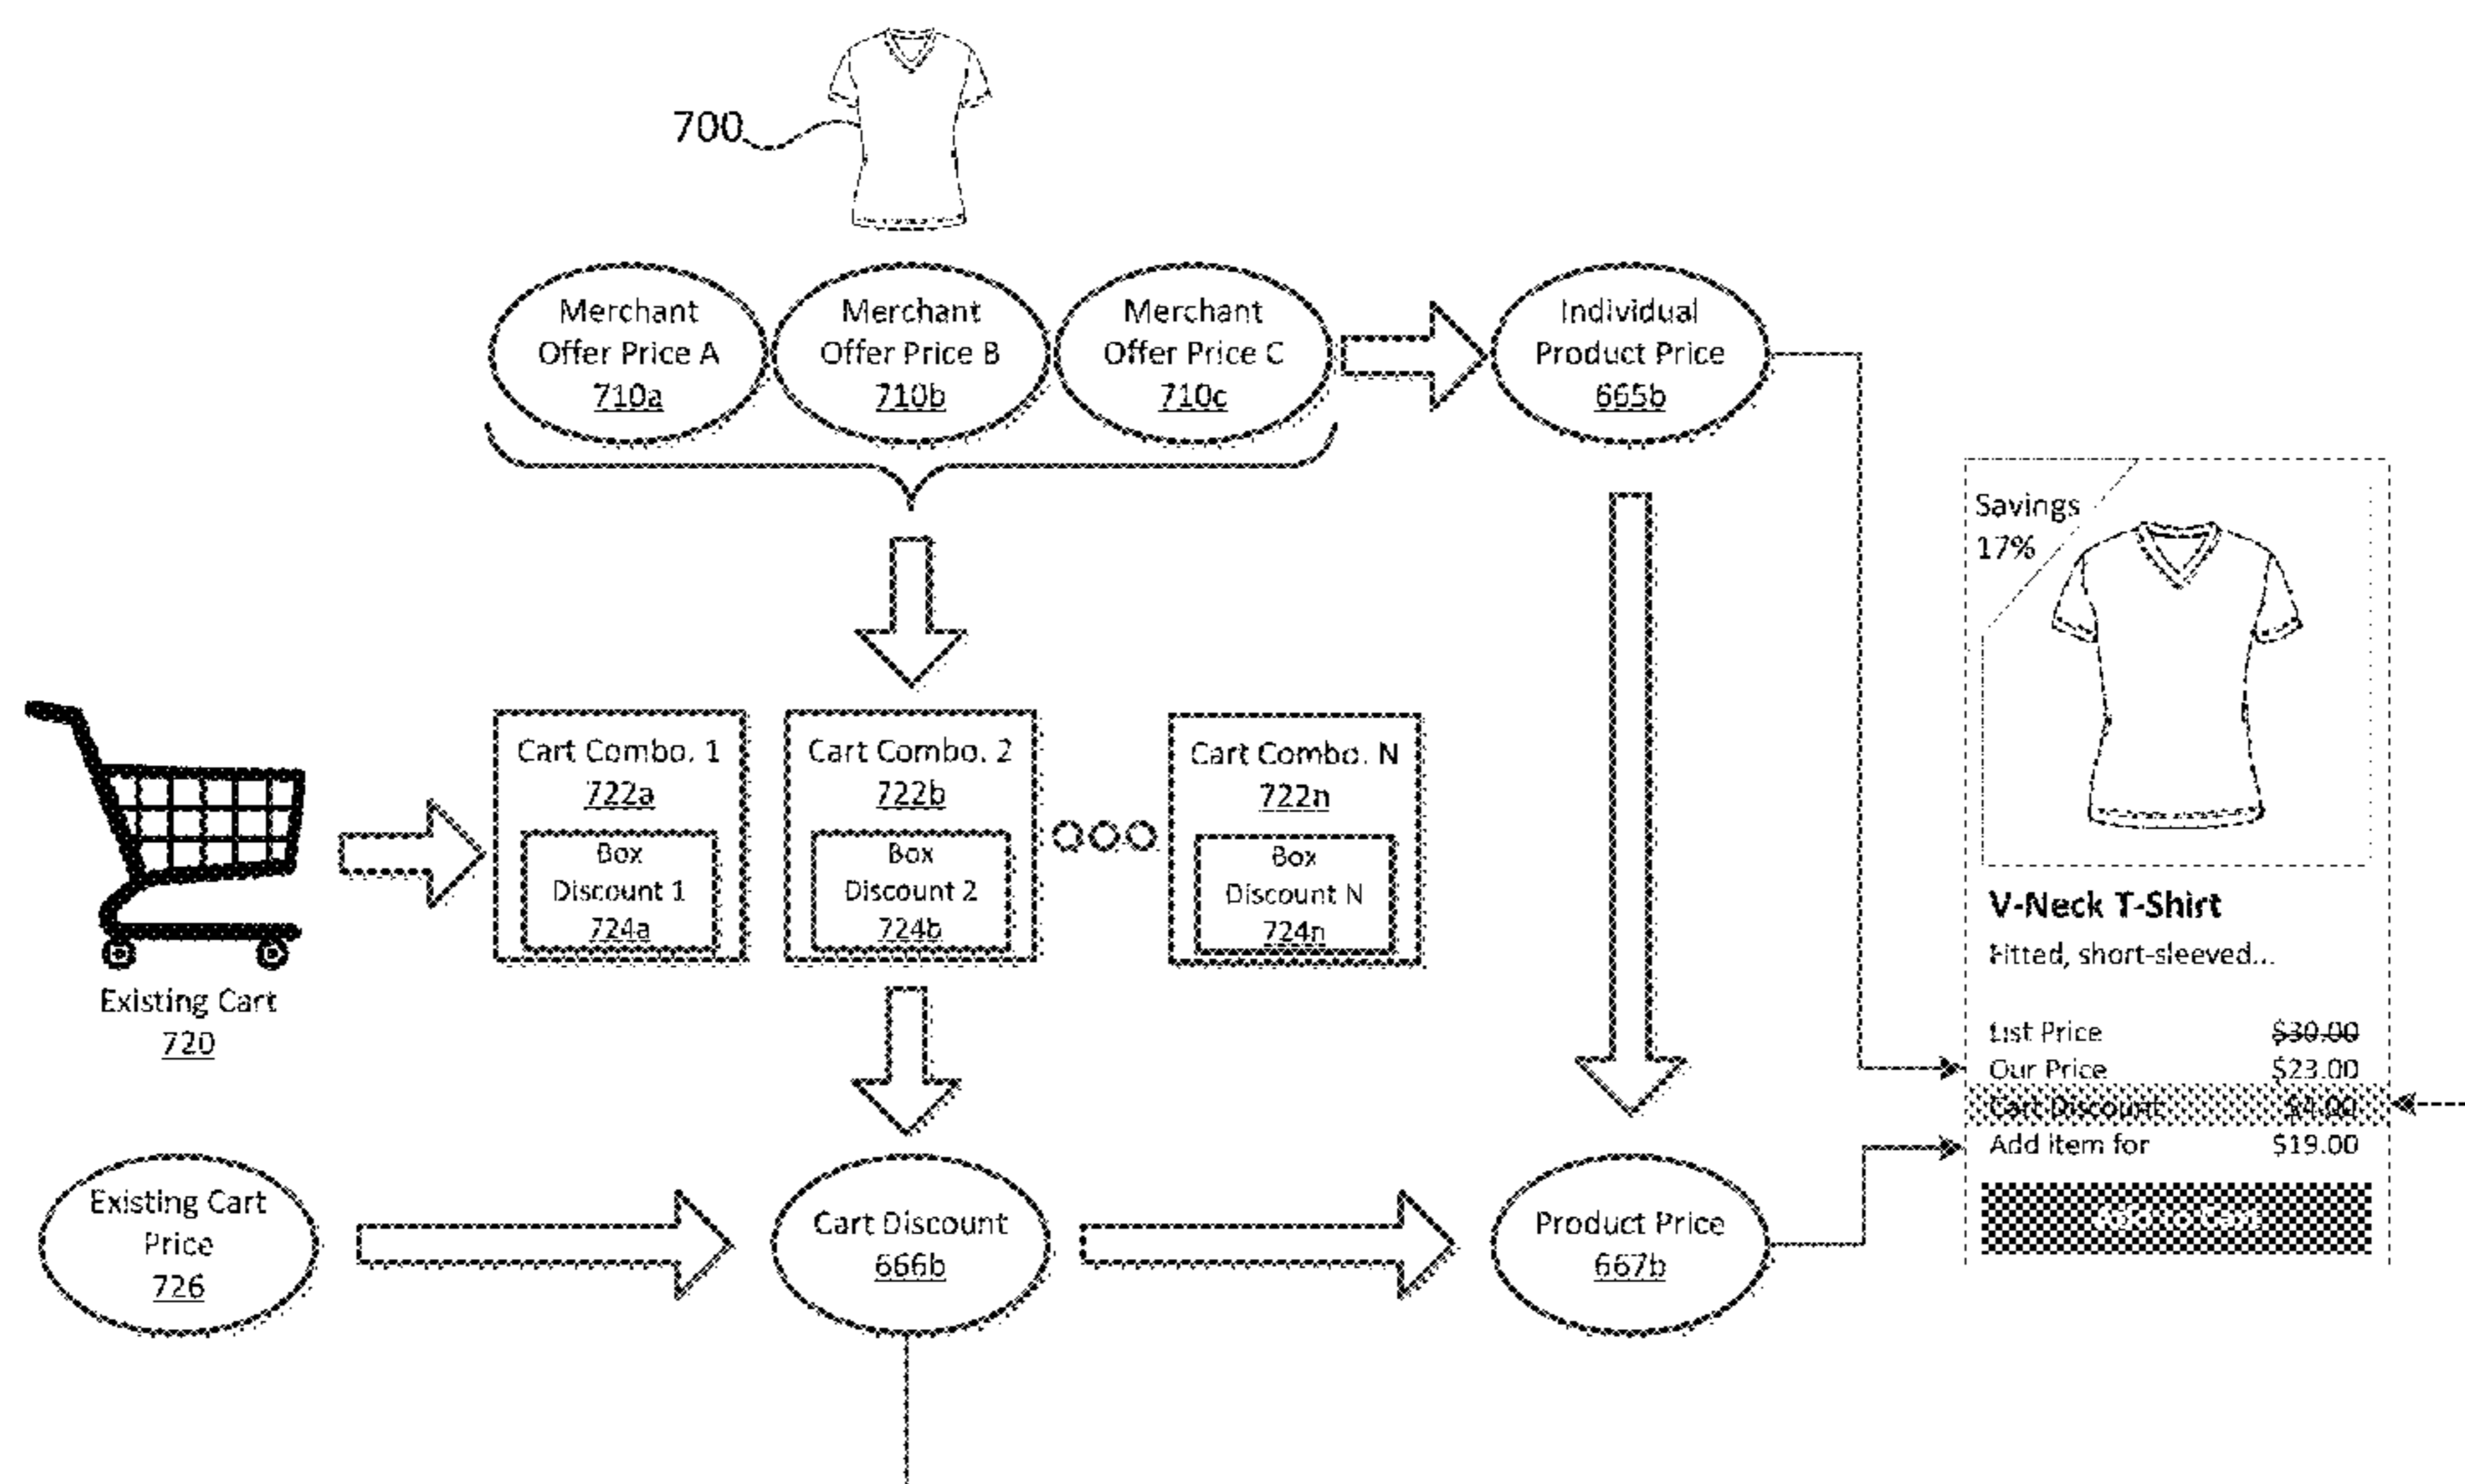 700
Merchant
Offer Price A
710a
Merchant
Offer Price B
710b
Merchant
Offer Price C
710c
Individual
Product Price
665b
Savings
17%
Cart Combo. 1
722a
Box
Discount 1
724a
Cart Combo. 2
722b
Box
Discount 2
724b
Cart Combo. N
722n
Box
Discount N
724n
Existing Cart
720
V-Neck T-Shirt
Fitted, short-sleeved...
List Price $30.00
Our Price $23.00
Cart Discount $4.00
Add item for $19.00
Add to Cart
Existing Cart
Price
726
Cart Discount
666b
Product Price
667b